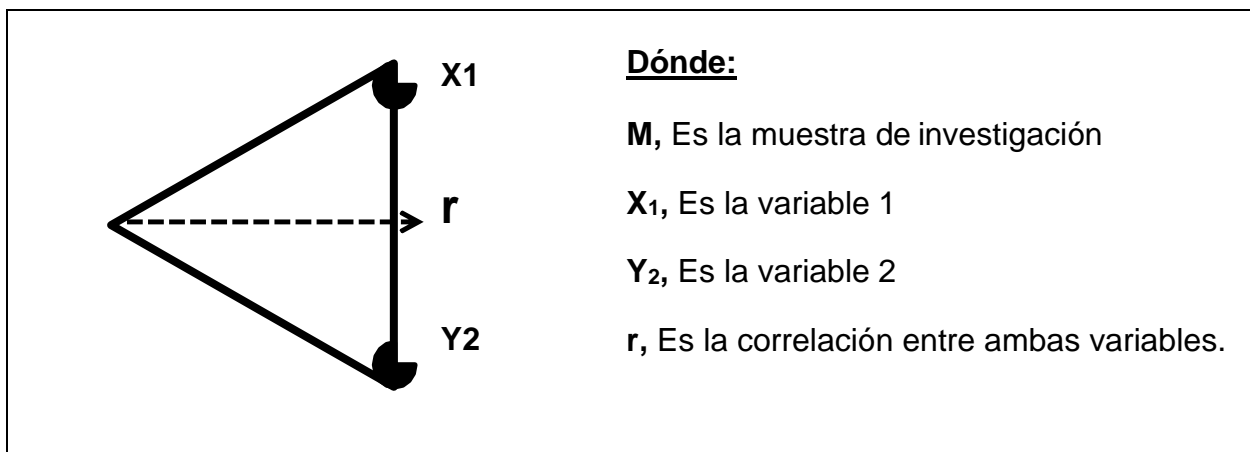 X1
r
Y2
Dónde:
M, Es la muestra de investigación
X1, Es la variable 1
Y2, Es la variable 2
r, Es la correlación entre ambas variables.